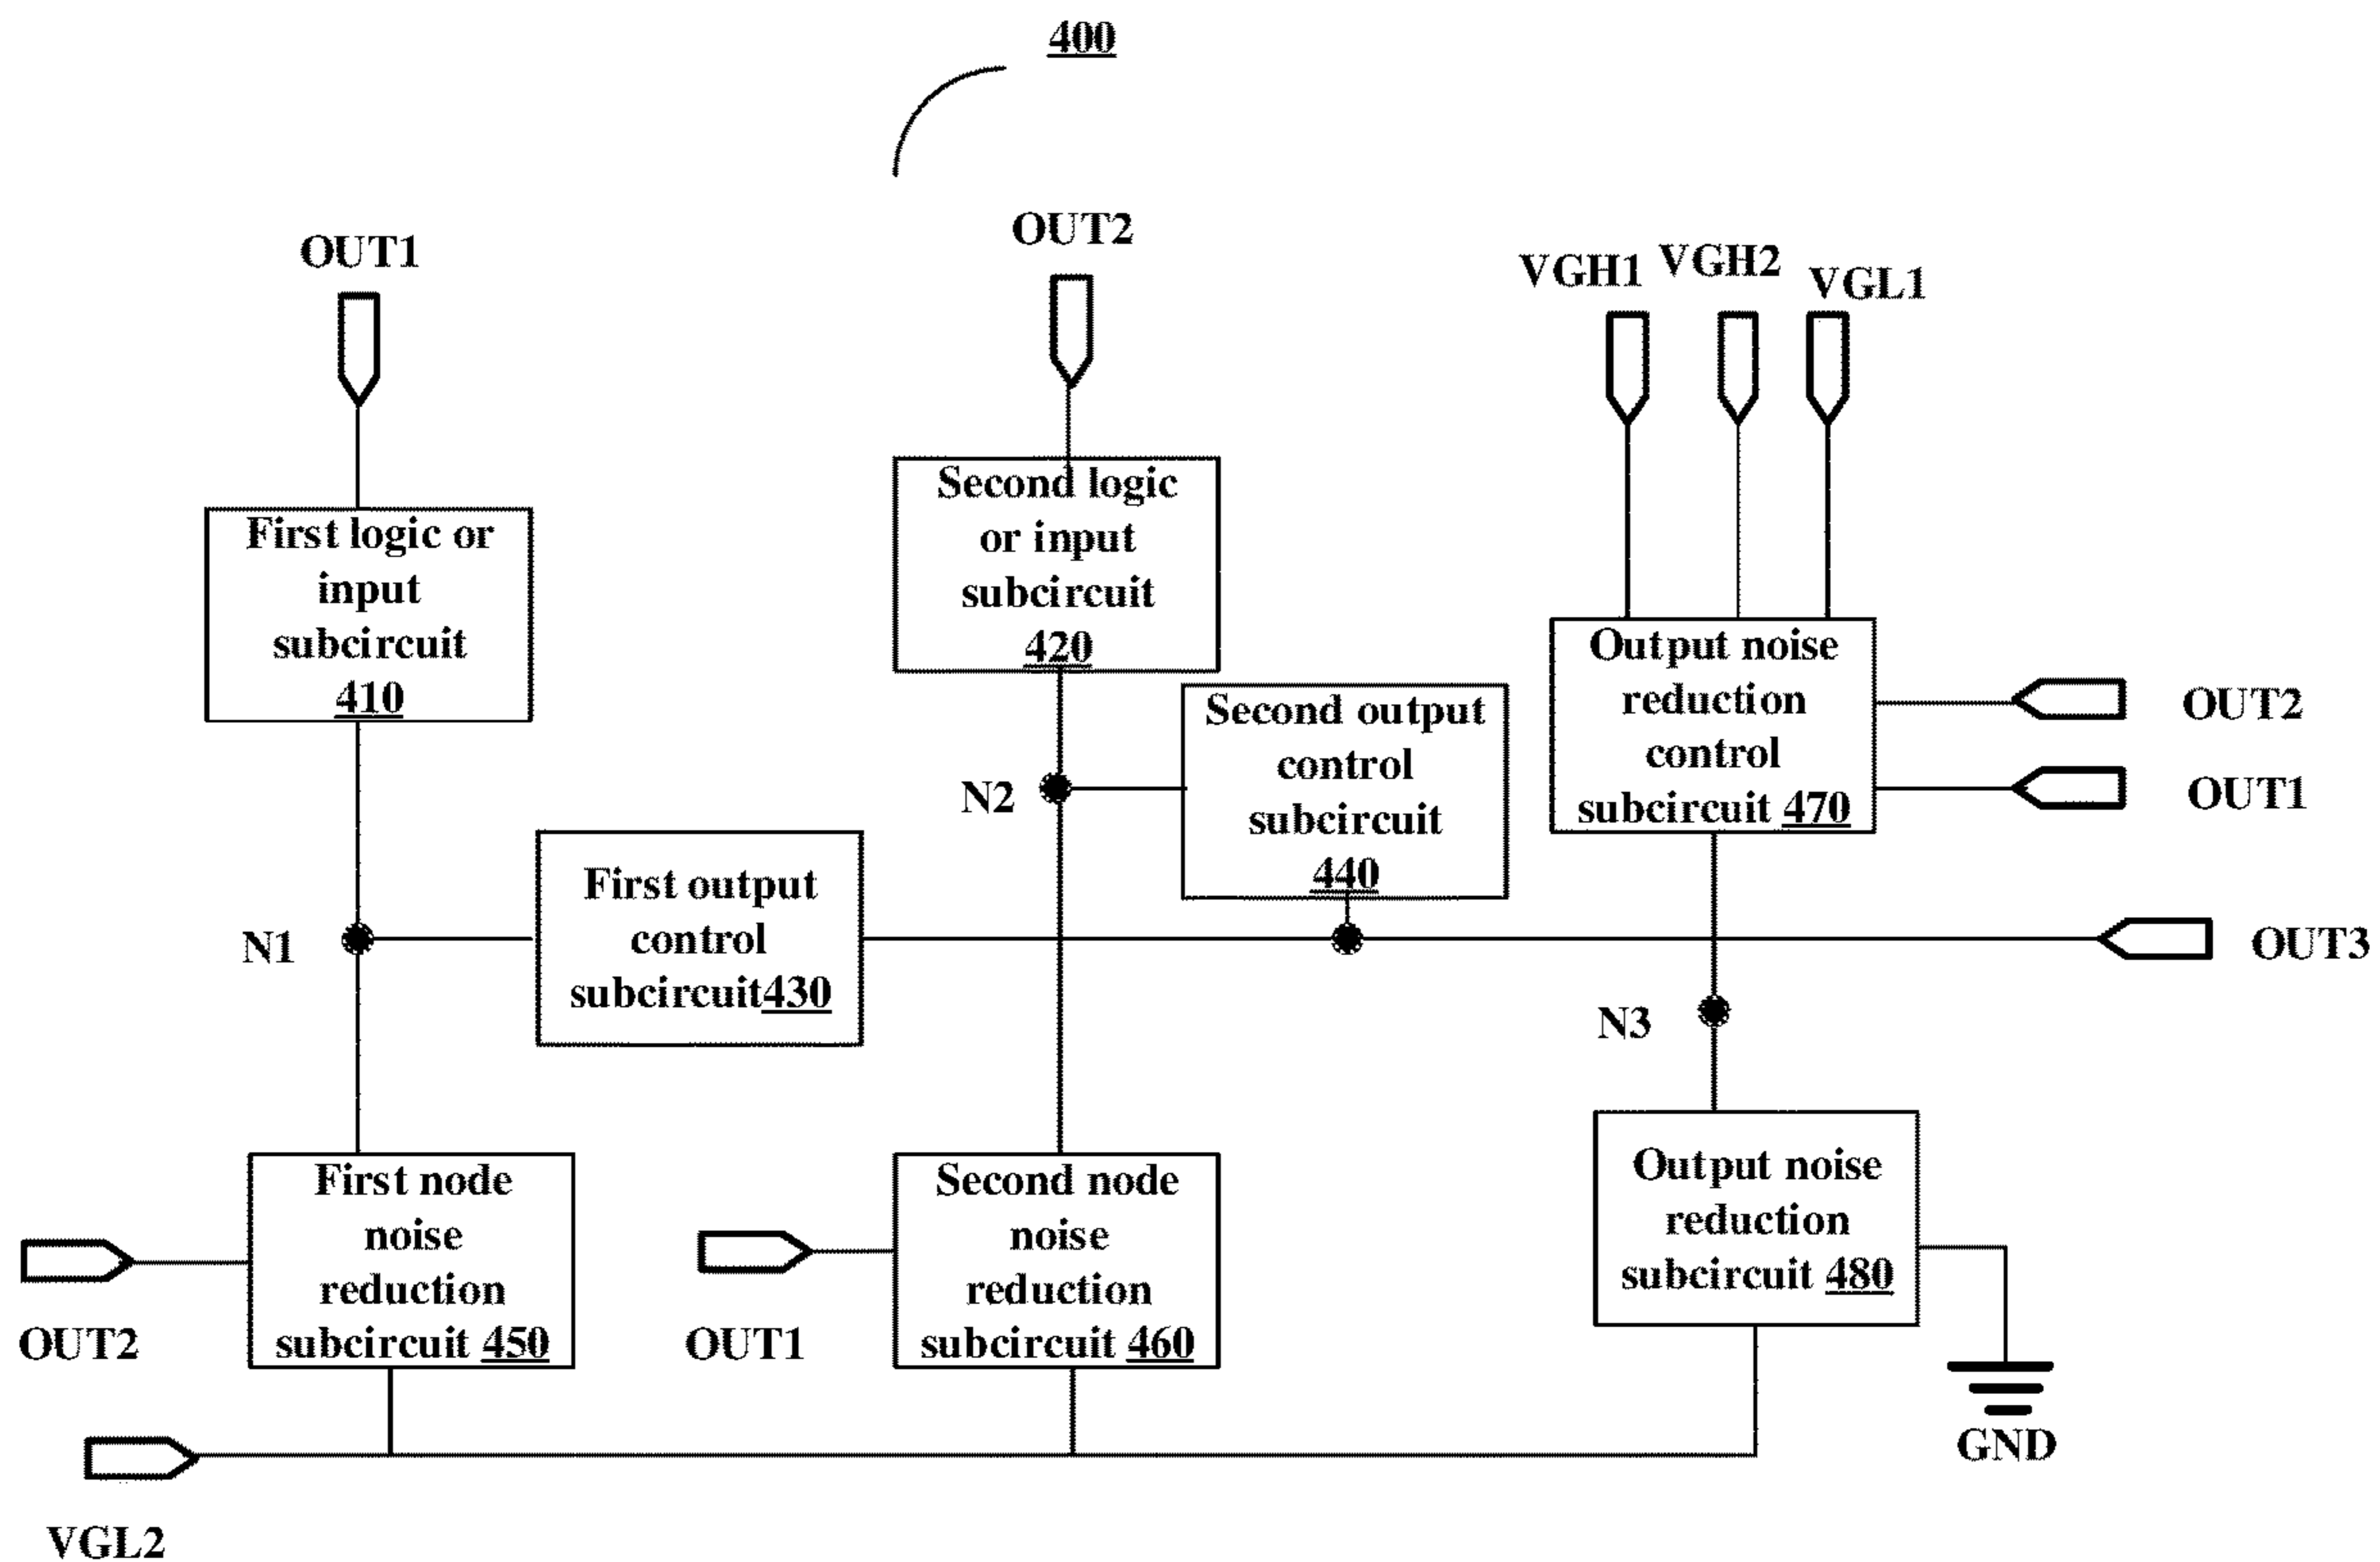 400
OUT1
OUT2
VGH1
VGH2
VGL1
First logic or
input
subcircuit
410
Second logic
or input
subcircuit
420
Second output
control
subcircuit
440
Output noise
reduction
control
subcircuit 470
OUT2
OUT1
N2
First output
control
subcircuit430
N1
OUT3
N3
First node
noise
reduction
subcircuit 450
Second node
noise
reduction
subcircuit 460
Output noise
reduction
subcircuit 480
OUT2
OUT1
GND
VGL2